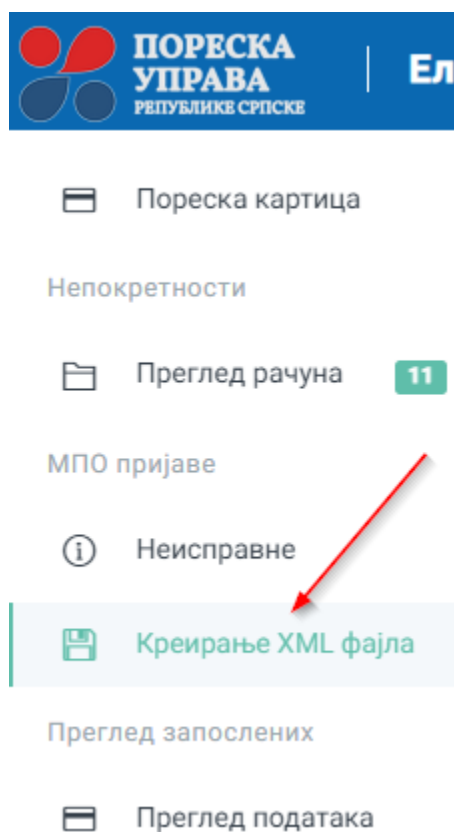 ПОРЕСКА
УПРАВА
РЕПУБЛИКЕ СРПСКЕ
Ел
Пореска картица
Непокретности
Преглед рачуна 11
МПО пријаве
Неисправне
Креирање XML фајла
Преглед запослених
Преглед података